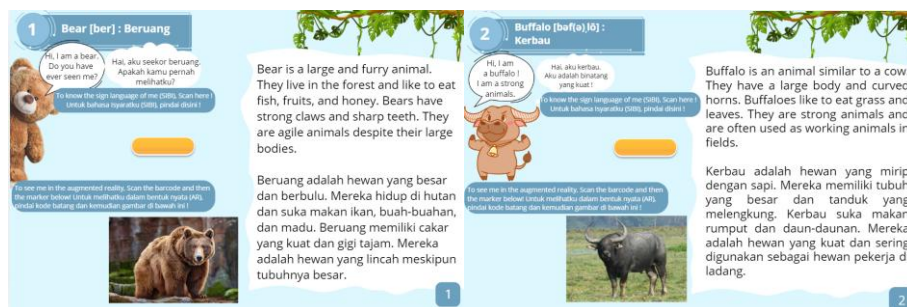 1
Bear [ber] : Beruang
Hi, I am a bear.
Do you have
ever seen me?
Hai, aku seekor beruang.
Apakah kamu pernah
melihatku?
To know the sign language of me (SIBI), Scan here !
Untuk bahasa isyaratku (SIBI), pindai disini !
To see me in the augmented reality, Scan the barcode and then
the marker below! Untuk melihatku dalam bentuk nyata (AR),
pindai kode batang dan kemudian gambar di bawah ini !
Bear is a large and furry animal.
They live in the forest and like to eat
fish, fruits, and honey. Bears have
strong claws and sharp teeth. They
are agile animals despite their large
bodies.
Beruang adalah hewan yang besar
dan berbulu. Mereka hidup di hutan
dan suka makan ikan, buah-buahan,
dan madu. Beruang memiliki cakar
yang kuat dan gigi tajam. Mereka
adalah hewan yang lincah meskipun
tubuhnya besar.
1
2
Buffalo [bəf(ə)ˌlō] :
Kerbau
Hi, I am
a buffalo !
I am a strong
animals.
Hai, aku kerbau.
Aku adalah binatang
yang kuat !
To know the sign language of me (SIBI), Scan here !
Untuk bahasa isyaratku (SIBI), pindai disini !
To see me in the augmented reality, Scan the barcode and then
the marker below! Untuk melihatku dalam bentuk nyata (AR),
pindai kode batang dan kemudian gambar di bawah ini !
Buffalo is an animal similar to a cow.
They have a large body and curved
horns. Buffaloes like to eat grass and
leaves. They are strong animals and
are often used as working animals in
fields.
Kerbau adalah hewan yang mirip
dengan sapi. Mereka memiliki tubuh
yang besar dan tanduk yang
melengkung. Kerbau suka makan
rumput dan daun-daunan. Mereka
adalah hewan yang kuat dan sering
digunakan sebagai hewan pekerja di
ladang.
2